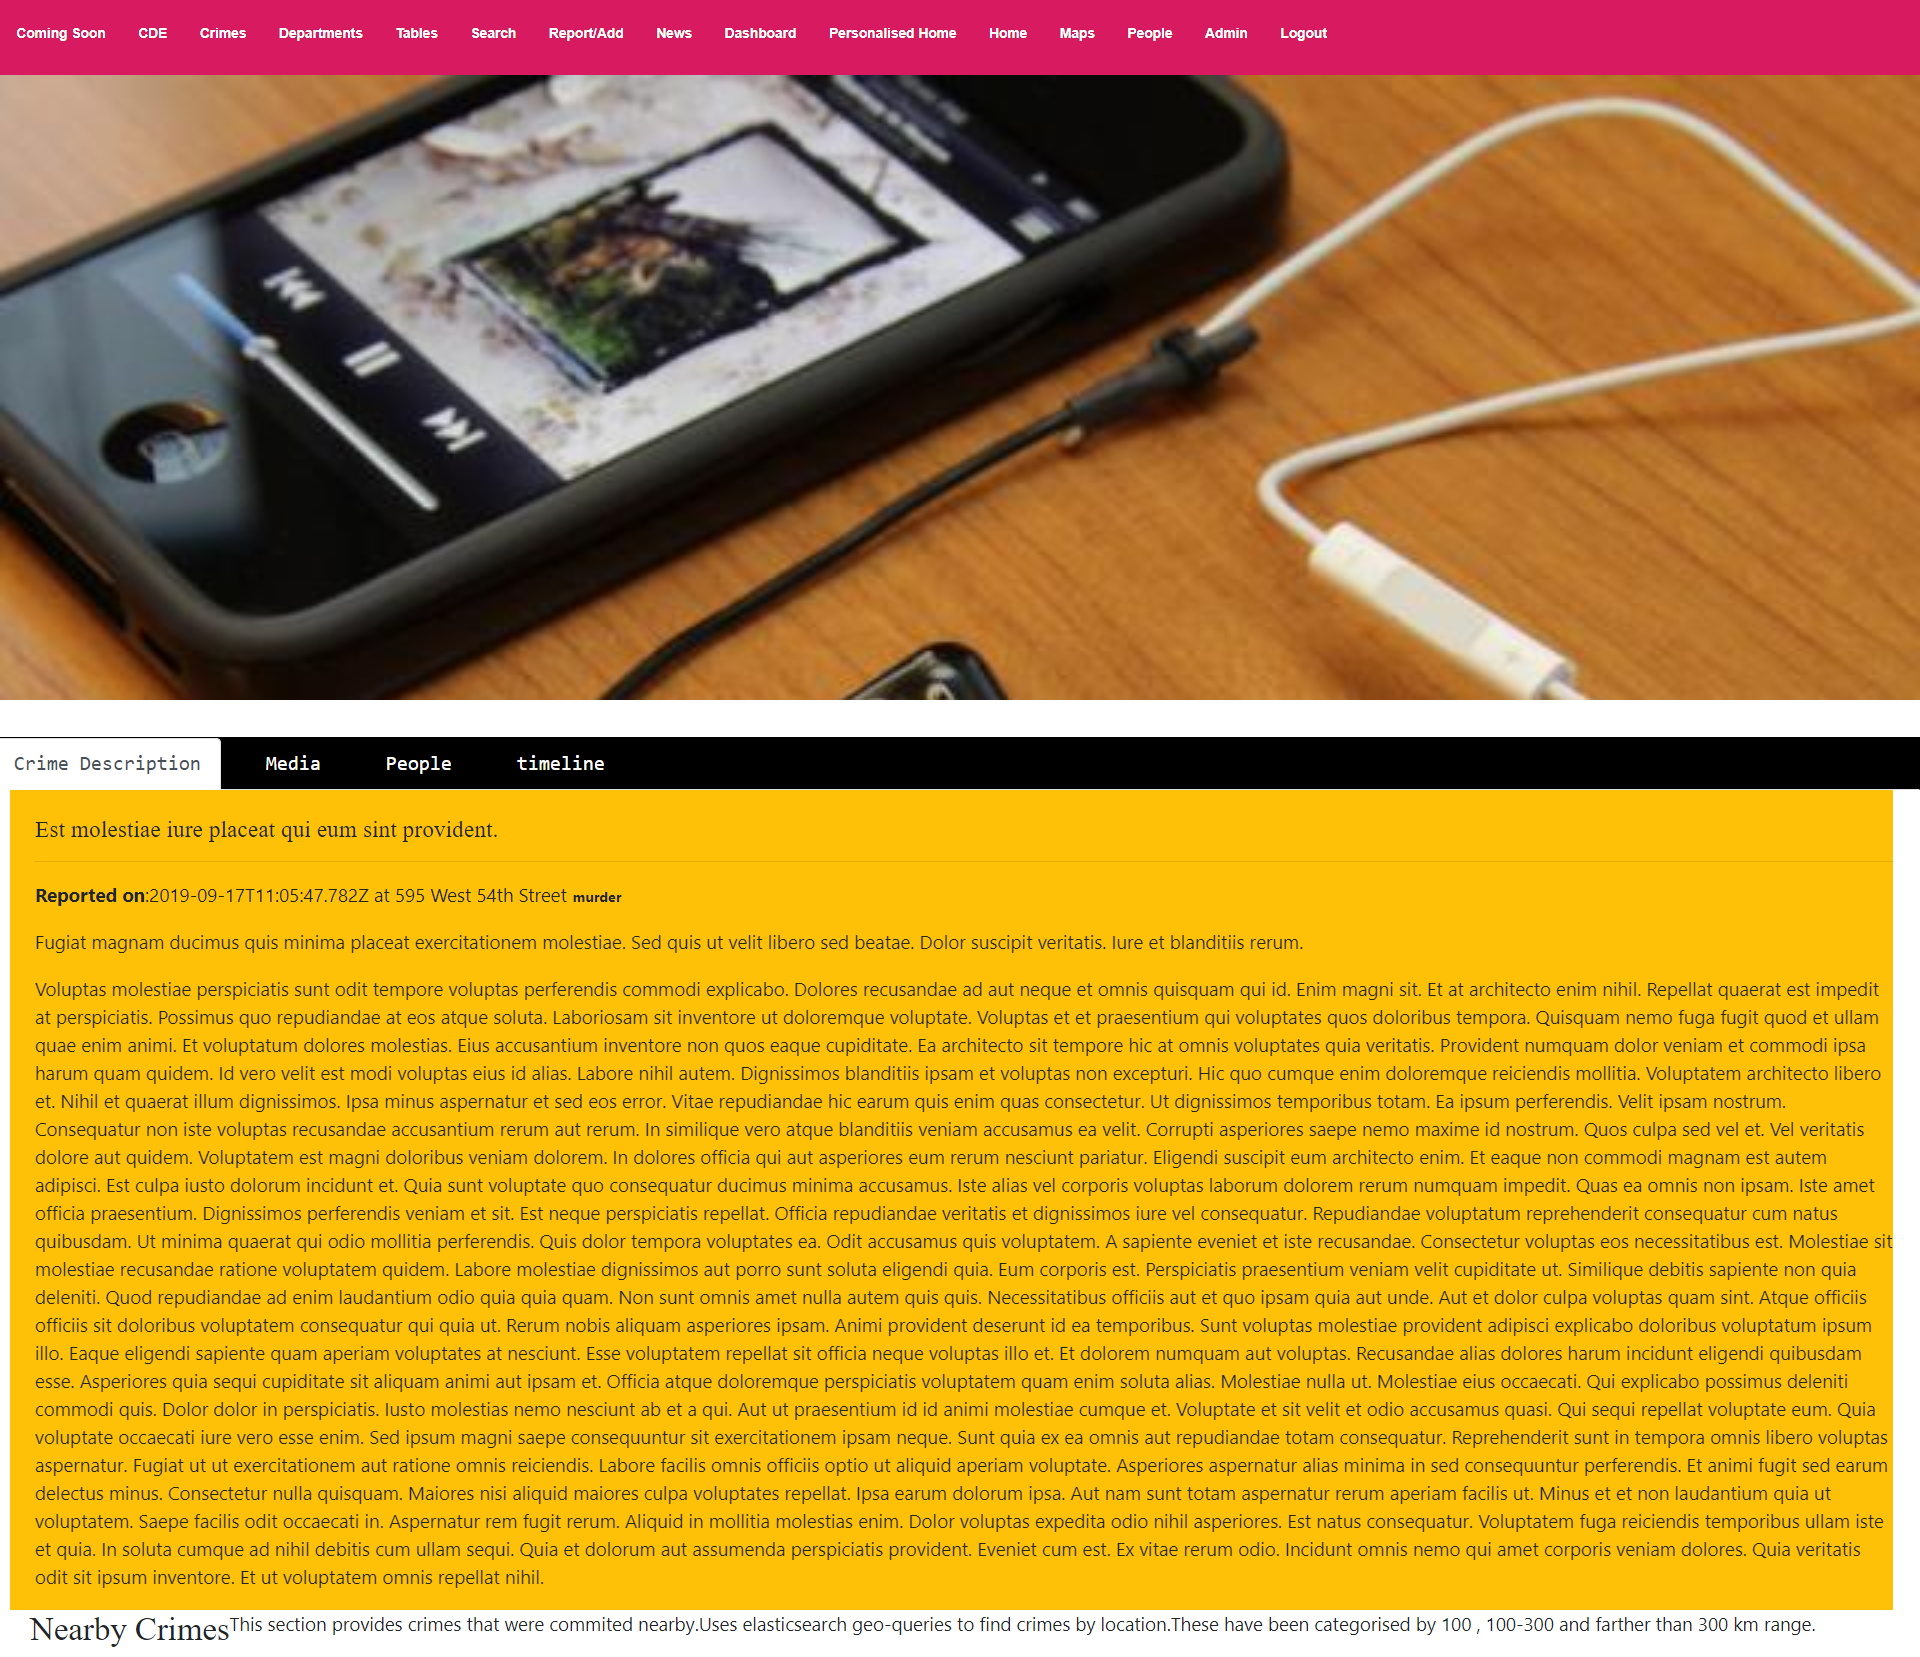 Coming Soon CDE Crimes Departments Tables Search Report/Add News Dashboard Personalised Home Home Maps People Admin Logout
Crime Description Media People timeline
Est molestiae iure placeat qui eum sint provident.
Reported on:2019-09-17T11:05:47.782Z at 595 West 54th Street murder
Fugiat magnam ducimus quis minima placeat exercitationem molestiae. Sed quis ut velit libero sed beatae. Dolor suscipit veritatis. Iure et blanditiis rerum.
Voluptas molestiae perspiciatis sunt odit tempore voluptas perferendis commodi explicabo. Dolores recusandae ad aut neque et omnis quisquam qui id. Enim magni sit. Et at architecto enim nihil. Repellat quaerat est impedit
at perspiciatis. Possimus quo repudiandae at eos atque soluta. Laboriosam sit inventore ut doloremque voluptate. Voluptas et et praesentium qui voluptates quos doloribus tempora. Quisquam nemo fuga fugit quod et ullam
quae enim animi. Et voluptatum dolores molestias. Eius accusantium inventore non quos eaque cupiditate. Ea architecto sit tempore hic at omnis voluptates quia veritatis. Provident numquam dolor veniam et commodi ipsa
harum quam quidem. Id vero velit est modi voluptas eius id alias. Labore nihil autem. Dignissimos blanditiis ipsam et voluptas non excepturi. Hic quo cumque enim doloremque reiciendis mollitia. Voluptatem architecto libero
et. Nihil et quaerat illum dignissimos. Ipsa minus aspernatur et sed eos error. Vitae repudiandae hic earum quis enim quas consectetur. Ut dignissimos temporibus totam. Ea ipsum perferendis. Velit ipsam nostrum.
Consequatur non iste voluptas recusandae accusantium rerum aut rerum. In similique vero atque blanditiis veniam accusamus ea velit. Corrupti asperiores saepe nemo maxime id nostrum. Quos culpa sed vel et. Vel veritatis
dolore aut quidem. Voluptatem est magni doloribus veniam dolorem. In dolores officia qui aut asperiores eum rerum nesciunt pariatur. Eligendi suscipit eum architecto enim. Et eaque non commodi magnam est autem
adipisci. Est culpa iusto dolorum incidunt et. Quia sunt voluptate quo consequatur ducimus minima accusamus. Iste alias vel corporis voluptas laborum dolorem rerum numquam impedit. Quas ea omnis non ipsam. Iste amet
officia praesentium. Dignissimos perferendis veniam et sit. Est neque perspiciatis repellat. Officia repudiandae veritatis et dignissimos iure vel consequatur. Repudiandae voluptatum reprehenderit consequatur cum natus
quibusdam. Ut minima quaerat qui odio mollitia perferendis. Quis dolor tempora voluptates ea. Odit accusamus quis voluptatem. A sapiente eveniet et iste recusandae. Consectetur voluptas eos necessitatibus est. Molestiae sit
molestiae recusandae ratione voluptatem quidem. Labore molestiae dignissimos aut porro sunt soluta eligendi quia. Eum corporis est. Perspiciatis praesentium veniam velit cupiditate ut. Similique debitis sapiente non quia
deleniti. Quod repudiandae ad enim laudantium odio quia quia quam. Non sunt omnis amet nulla autem quis quis. Necessitatibus officiis aut et quo ipsam quia aut unde. Aut et dolor culpa voluptas quam sint. Atque officiis
officiis sit doloribus voluptatem consequatur qui quia ut. Rerum nobis aliquam asperiores ipsam. Animi provident deserunt id ea temporibus. Sunt voluptas molestiae provident adipisci explicabo doloribus voluptatum ipsum
illo. Eaque eligendi sapiente quam aperiam voluptates at nesciunt. Esse voluptatem repellat sit officia neque voluptas illo et. Et dolorem numquam aut voluptas. Recusandae alias dolores harum incidunt eligendi quibusdam
esse. Asperiores quia sequi cupiditate sit aliquam animi aut ipsam et. Officia atque doloremque perspiciatis voluptatem quam enim soluta alias. Molestiae nulla ut. Molestiae eius occaecati. Qui explicabo possimus deleniti
commodi quis. Dolor dolor in perspiciatis. Iusto molestias nemo nesciunt ab et a qui. Aut ut praesentium id id animi molestiae cumque et. Voluptate et sit velit et odio accusamus quasi. Qui sequi repellat voluptate eum. Quia
voluptate occaecati iure vero esse enim. Sed ipsum magni saepe consequuntur sit exercitationem ipsam neque. Sunt quia ex ea omnis aut repudiandae totam consequatur. Reprehenderit sunt in tempora omnis libero voluptas
aspernatur. Fugiat ut ut exercitationem aut ratione omnis reiciendis. Labore facilis omnis officiis optio ut aliquid aperiam voluptate. Asperiores aspernatur alias minima in sed consequuntur perferendis. Et animi fugit sed earum
delectus minus. Consectetur nulla quisquam. Maiores nisi aliquid maiores culpa voluptates repellat. Ipsa earum dolorum ipsa. Aut nam sunt totam aspernatur rerum aperiam facilis ut. Minus et et non laudantium quia ut
voluptatem. Saepe facilis odit occaecati in. Aspernatur rem fugit rerum. Aliquid in mollitia molestias enim. Dolor voluptas expedita odio nihil asperiores. Est natus consequatur. Voluptatem fuga reiciendis temporibus ullam iste
et quia. In soluta cumque ad nihil debitis cum ullam sequi. Quia et dolorum aut assumenda perspiciatis provident. Eveniet cum est. Ex vitae rerum odio. Incidunt omnis nemo qui amet corporis veniam dolores. Quia veritatis
odit sit ipsum inventore. Et ut voluptatem omnis repellat nihil.
Nearby CrimesThis section provides crimes that were commited nearby.Uses elasticsearch geo-queries to find crimes by location.These have been categorised by 100 , 100-300 and farther than 300 km range.